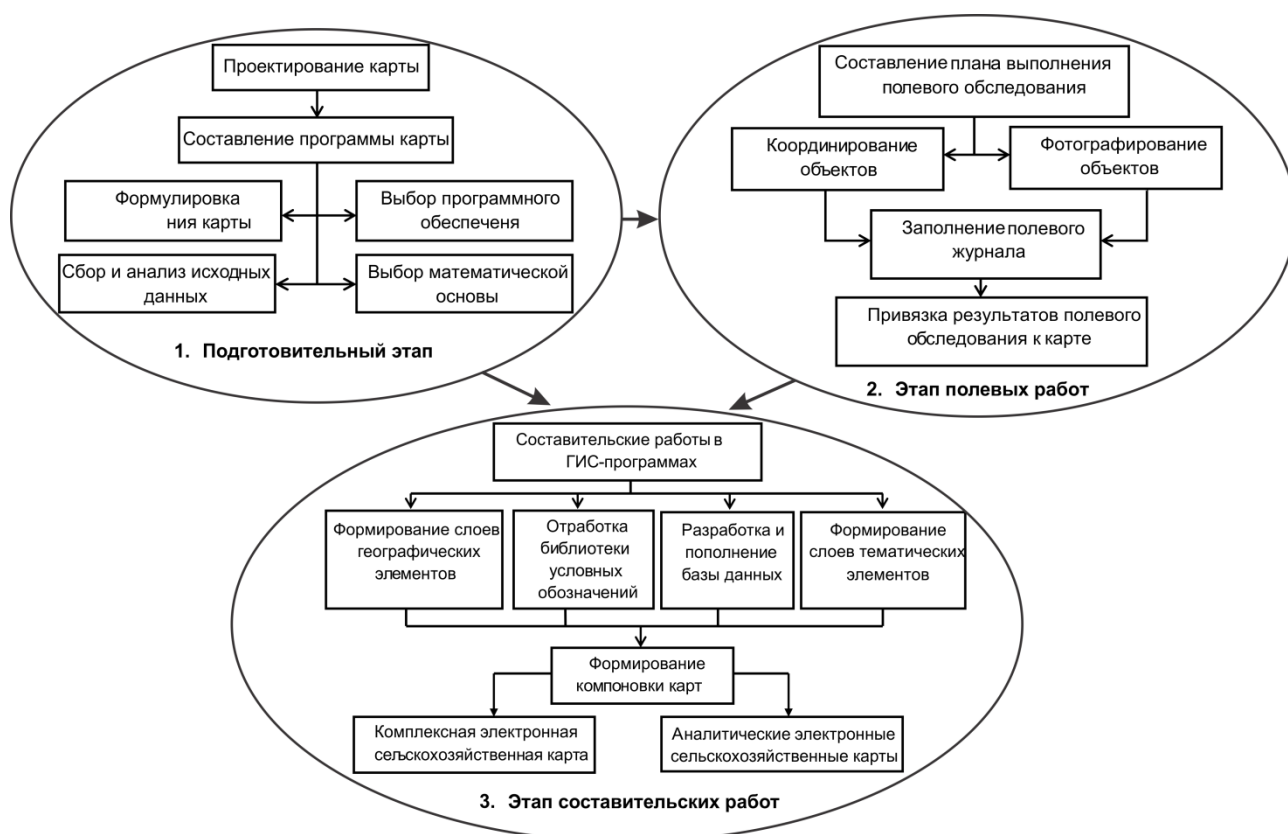 Проектирование карты
Составление программы карты
Формулировка
ния карты
Выбор программного
обеспеченя
Сбор и анализ исходных
данных
Выбор математической
основы
1. Подготовительный этап
Составление плана выполнения
полевого обследования
Координирование
объектов
Фотографирование
объектов
Заполнение полевого
журнала
Привязка результатов полевого
обследования к карте
2. Этап полевых работ
Составительские работы в
ГИС-программах
Формирование слоев
географических
элементов
Отработка
библиотеки
условных
обозначений
Разработка и
пополнение
базы данных
Формирование
слоев тематических
элементов
Формирование
компоновки карт
Комплексная электронная
сельскохозяйственная карта
Аналитические электронные
сельскохозяйственные карты
3. Этап составительских работ